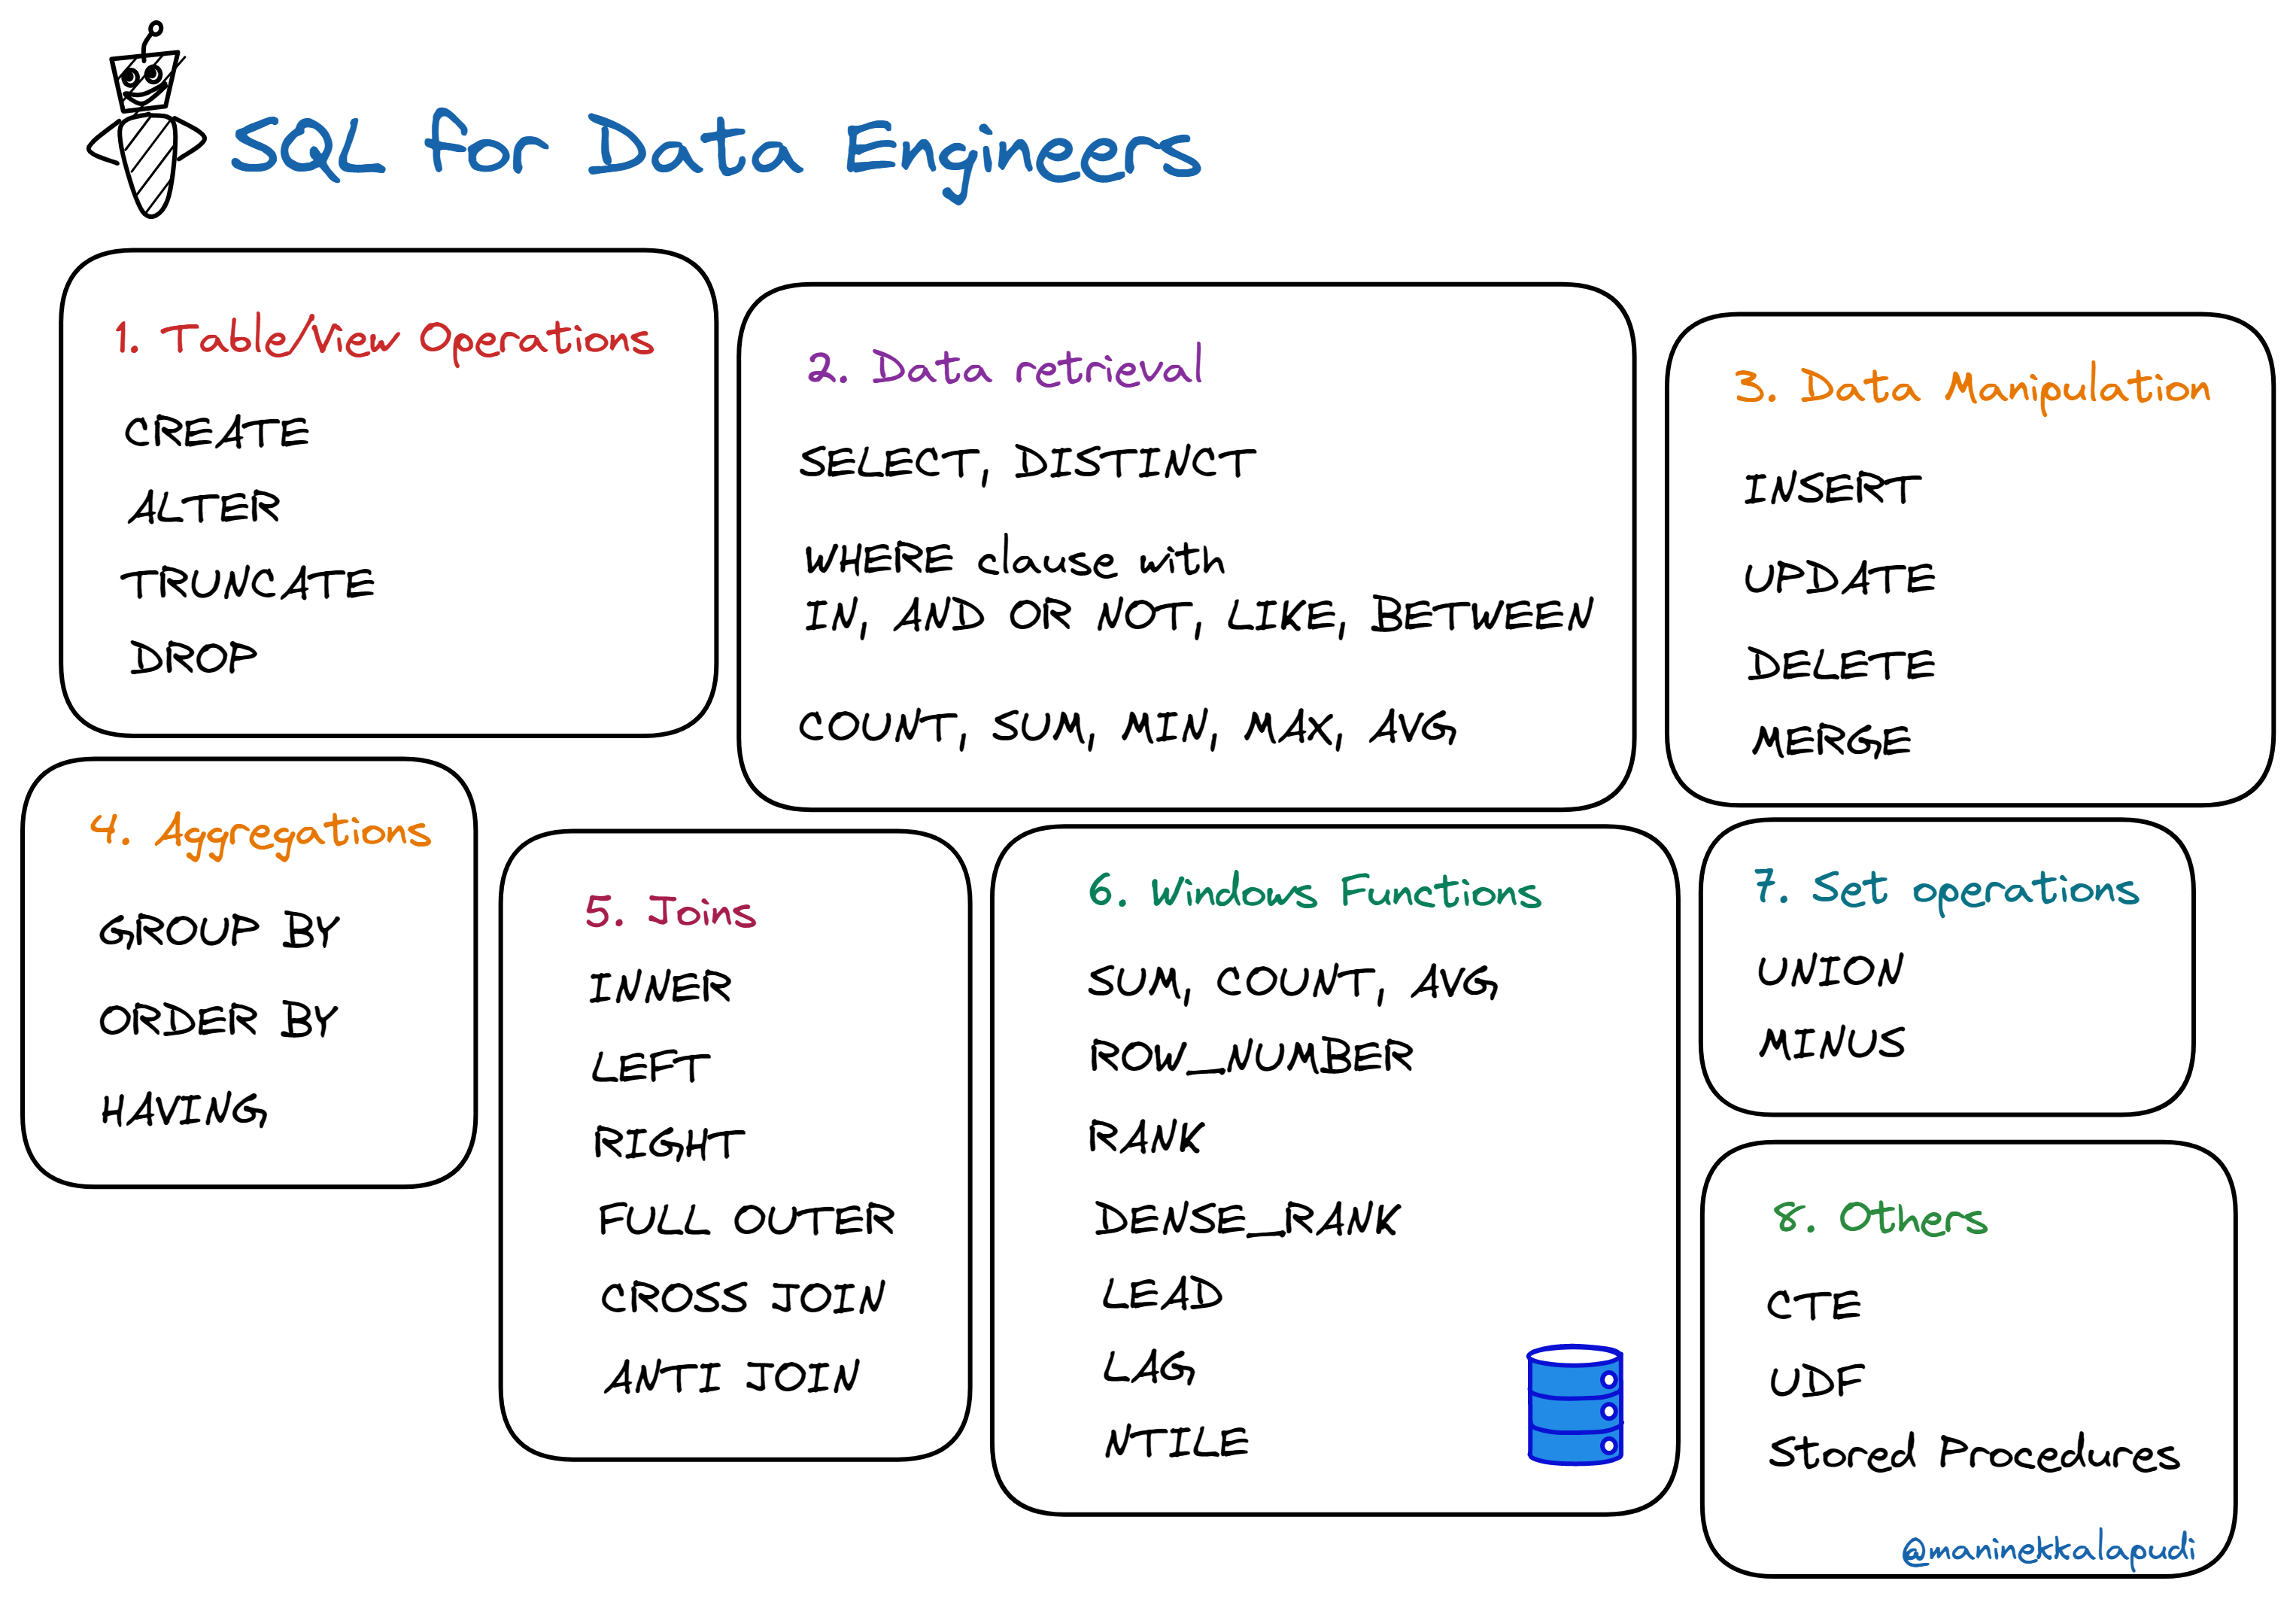 SQL for Data Engineers
1. Table/View Operations
CREATE
ALTER
TRUNCATE
DROP
2. Data retrieval
SELECT, DISTINCT
WHERE clause with
IN, AND OR NOT, LIKE, BETWEEN
COUNT, SUM, MIN, MAX, AVG
3. Data Manipulation
INSERT
UPDATE
DELETE
MERGE
4. Aggregations
GROUP BY
ORDER BY
HAVING
5. Joins
INNER
LEFT
RIGHT
FULL OUTER
CROSS JOIN
ANTI JOIN
6. Windows Functions
SUM, COUNT, AVG
ROW_NUMBER
RANK
DENSE_RANK
LEAD
LAG
NTILE
7. Set operations
UNION
MINUS
8. Others
CTE
UDF
Stored Procedures
@maninekkalapudi